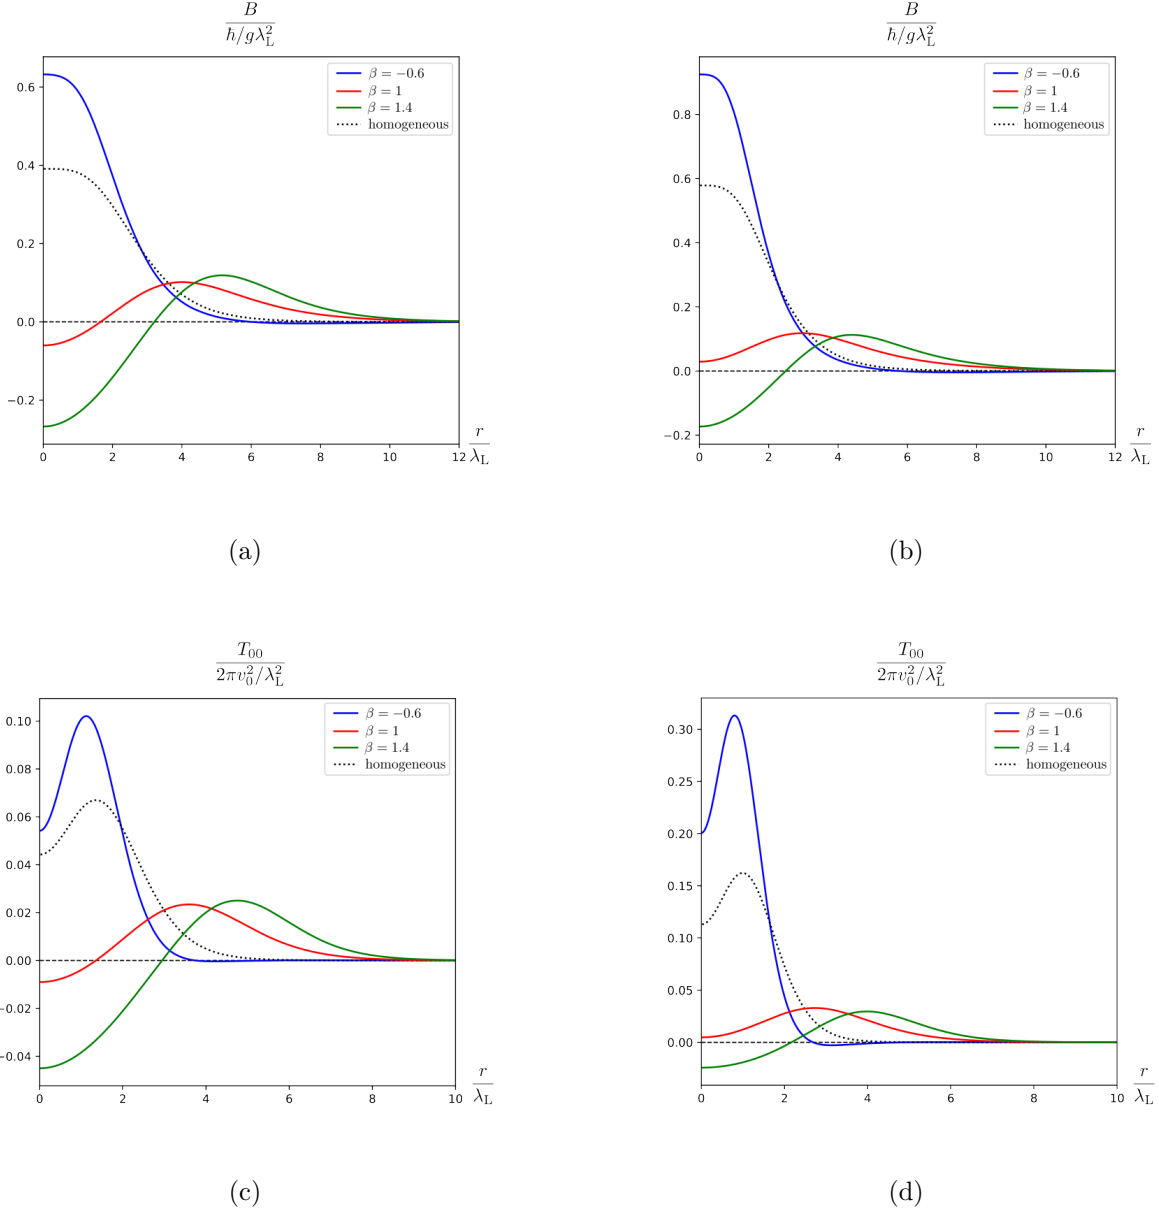 B
ħ/gλ_L^2
β = −0.6
β = 1
β = 1.4
homogeneous
0.6
0.4
0.2
0.0
−0.2
0 2 4 6 8 10 12
r
λ_L
(a)
B
ħ/gλ_L^2
β = −0.6
β = 1
β = 1.4
homogeneous
0.8
0.6
0.4
0.2
0.0
−0.2
0 2 4 6 8 10 12
r
λ_L
(b)
T_00
2πv_0^2/λ_L^2
β = −0.6
β = 1
β = 1.4
homogeneous
0.10
0.08
0.06
0.04
0.02
0.00
−0.02
−0.04
0 2 4 6 8 10
r
λ_L
(c)
T_00
2πv_0^2/λ_L^2
β = −0.6
β = 1
β = 1.4
homogeneous
0.30
0.25
0.20
0.15
0.10
0.05
0.00
0 2 4 6 8 10
r
λ_L
(d)